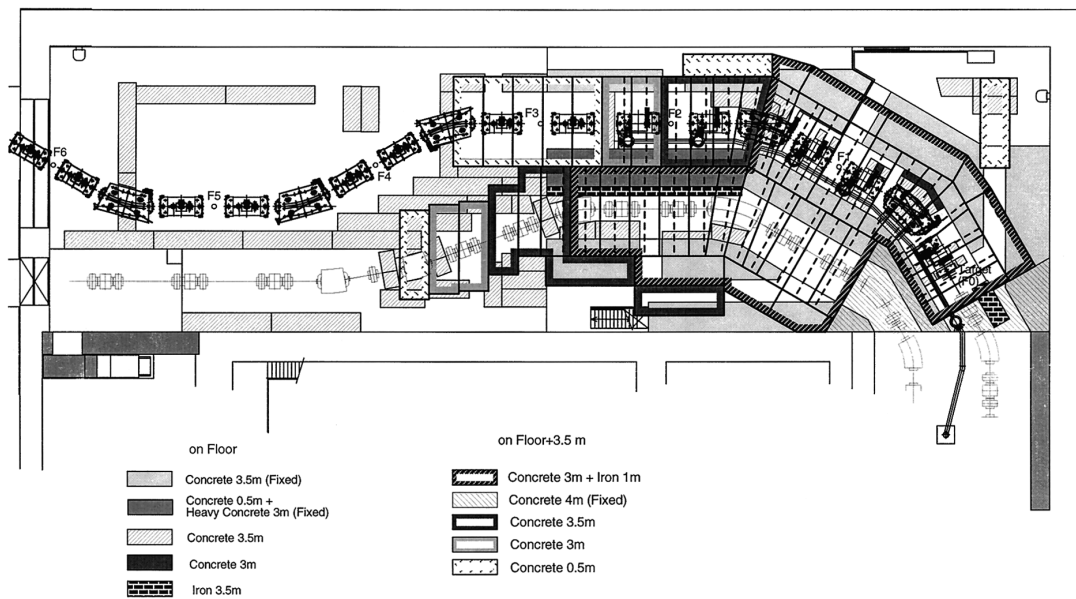 F3
F2
F6
F1
F4
F5
Target
(F0)
on Floor
Concrete 3.5m (Fixed)
Concrete 0.5m +
Heavy Concrete 3m (Fixed)
Concrete 3.5m
Concrete 3m
Iron 3.5m
on Floor+3.5 m
Concrete 3m + Iron 1m
Concrete 4m (Fixed)
Concrete 3.5m
Concrete 3m
Concrete 0.5m